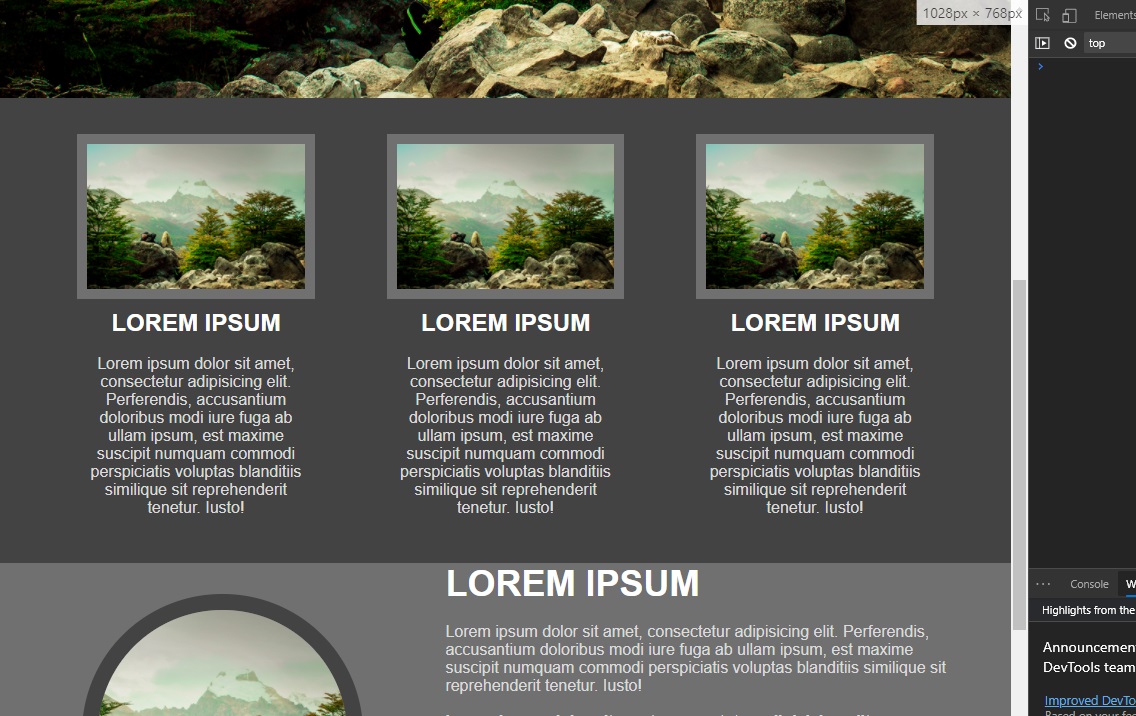 1028px × 768px
Elements
top
LOREM IPSUM
Lorem ipsum dolor sit amet,
consectetur adipisicing elit.
Perferendis, accusantium
doloribus modi iure fuga ab
ullam ipsum, est maxime
suscipit numquam commodi
perspiciatis voluptas blanditiis
similique sit reprehenderit
tenetur. Iusto!
LOREM IPSUM
Lorem ipsum dolor sit amet,
consectetur adipisicing elit.
Perferendis, accusantium
doloribus modi iure fuga ab
ullam ipsum, est maxime
suscipit numquam commodi
perspiciatis voluptas blanditiis
similique sit reprehenderit
tenetur. Iusto!
LOREM IPSUM
Lorem ipsum dolor sit amet,
consectetur adipisicing elit.
Perferendis, accusantium
doloribus modi iure fuga ab
ullam ipsum, est maxime
suscipit numquam commodi
perspiciatis voluptas blanditiis
similique sit reprehenderit
tenetur. Iusto!
LOREM IPSUM
Lorem ipsum dolor sit amet, consectetur adipisicing elit. Perferendis,
accusantium doloribus modi iure fuga ab ullam ipsum, est maxime
suscipit numquam commodi perspiciatis voluptas blanditiis similique sit
reprehenderit tenetur. Iusto!
Console
W
Highlights from the
Announcemen
DevTools team
Improved DevTo
Based on your fe